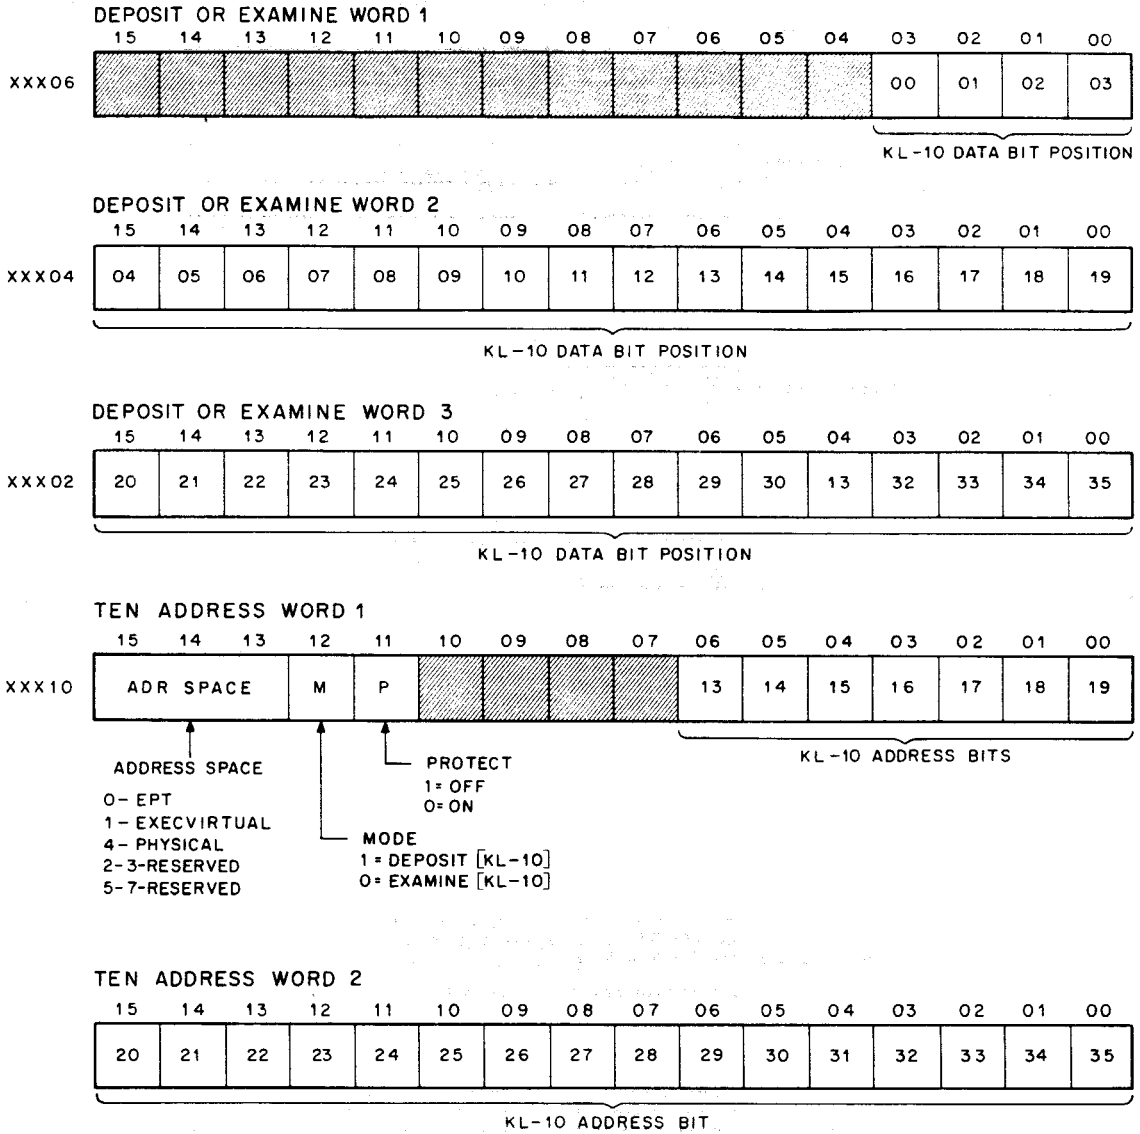 DEPOSIT OR EXAMINE WORD 1
15 14 13 12 11 10 09 08 07 06 05 04 03 02 01 00
XXX06 00 01 02 03
KL-10 DATA BIT POSITION
DEPOSIT OR EXAMINE WORD 2
15 14 13 12 11 10 09 08 07 06 05 04 03 02 01 00
XXX04 04 05 06 07 08 09 10 11 12 13 14 15 16 17 18 19
KL-10 DATA BIT POSITION
DEPOSIT OR EXAMINE WORD 3
15 14 13 12 11 10 09 08 07 06 05 04 03 02 01 00
XXX02 20 21 22 23 24 25 26 27 28 29 30 13 32 33 34 35
KL-10 DATA BIT POSITION
TEN ADDRESS WORD 1
15 14 13 12 11 10 09 08 07 06 05 04 03 02 01 00
XXX10 ADR SPACE M P 13 14 15 16 17 18 19
KL-10 ADDRESS BITS
ADDRESS SPACE
0- EPT
1- EXECVIRTUAL
4- PHYSICAL
2-3-RESERVED
5-7-RESERVED
PROTECT
1= OFF
0= ON
MODE
1= DEPOSIT [KL-10]
0= EXAMINE [KL-10]
TEN ADDRESS WORD 2
15 14 13 12 11 10 09 08 07 06 05 04 03 02 01 00
20 21 22 23 24 25 26 27 28 29 30 31 32 33 34 35
KL-10 ADDRESS BIT